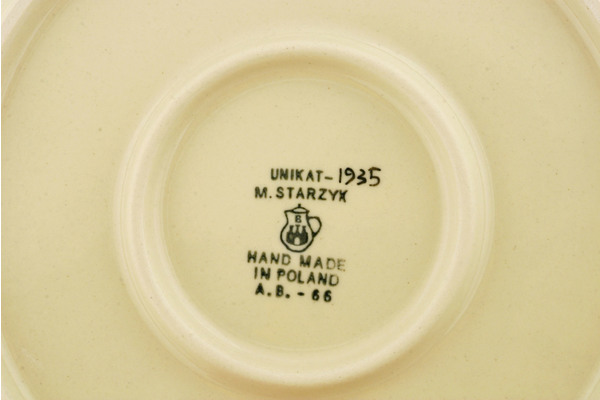 UNIKAT-1935
M. STARZYK
B
HAND MADE
IN POLAND
A.B. - 66